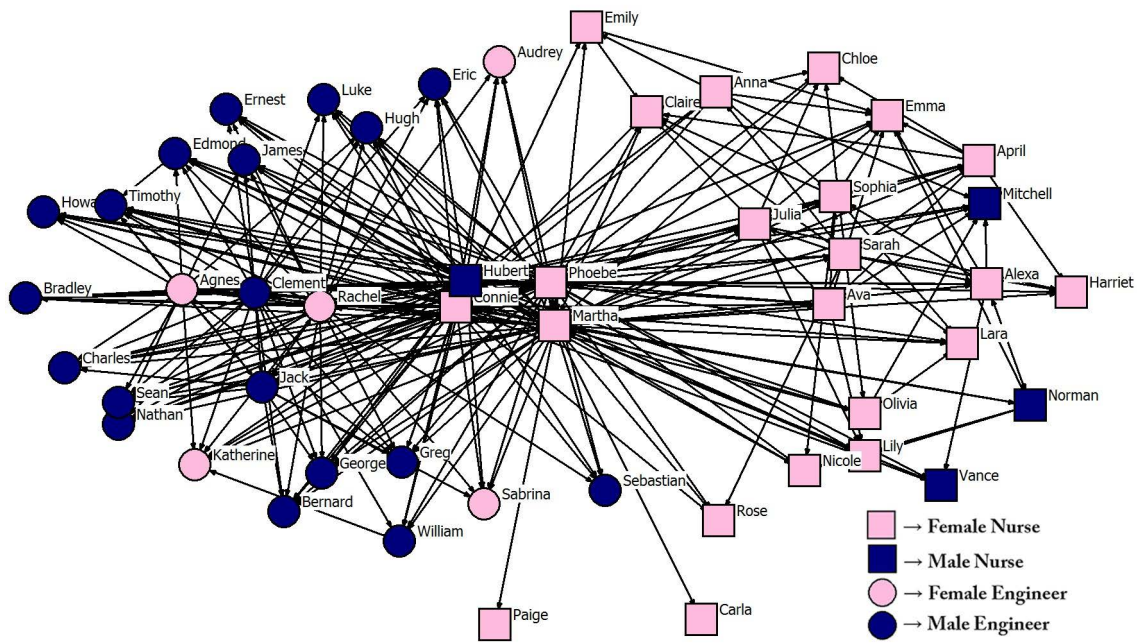 Emily
Audrey
Chloe
Eric
Anna
Luke
Claire
Emma
Ernest
Hugh
Edmond
James
April
Sophia
Mitchell
Timothy
Julia
Sarah
Hubert
Phoebe
Alexa
Agnes
Clement
Harriet
Bradley
Rachel
Connie
Ava
Martha
Lara
Charles
Jack
Sean
Norman
Nathan
Olivia
Katherine
George
Greg
Lily
Nicole
Vance
Sabrina
Sebastian
Bernard
Rose
William
Paige
Carla
→ Female Nurse
→ Male Nurse
→ Female Engineer
→ Male Engineer